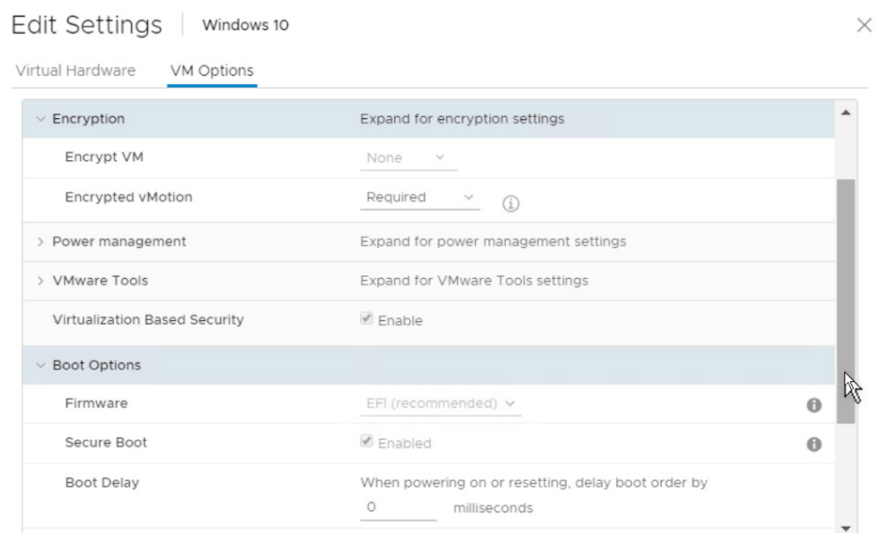 Edit Settings Windows 10
Virtual Hardware VM Options
Encryption Expand for encryption settings
Encrypt VM None
Encrypted vMotion Required
Power management Expand for power management settings
VMware Tools Expand for VMware Tools settings
Virtualization Based Security Enable
Boot Options
Firmware EFI (recommended)
Secure Boot Enabled
Boot Delay When powering on or resetting, delay boot order by
0 milliseconds